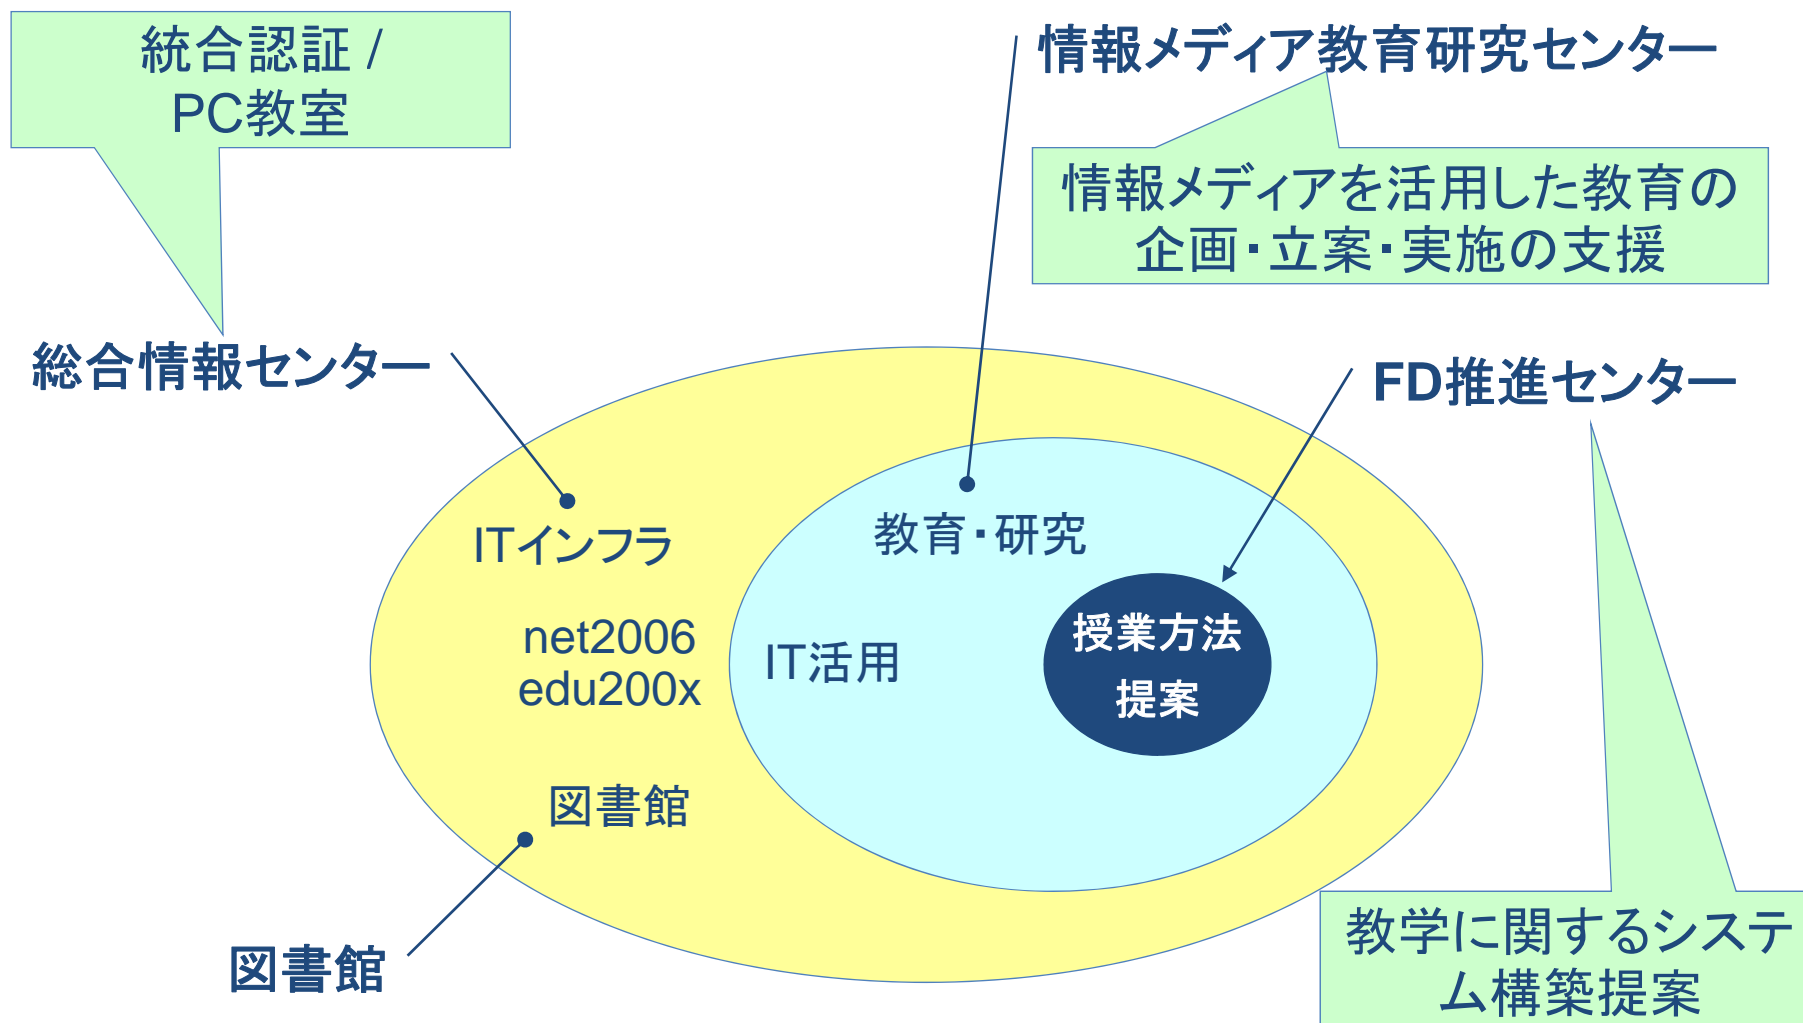 統合認証 /
PC教室
情報メディア教育研究センター
情報メディアを活用した教育の
企画・立案・実施の支援
総合情報センター
FD推進センター
ITインフラ
教育・研究
net2006
edu200x
IT活用
授業方法
提案
図書館
図書館
教学に関するシステ
ム構築提案